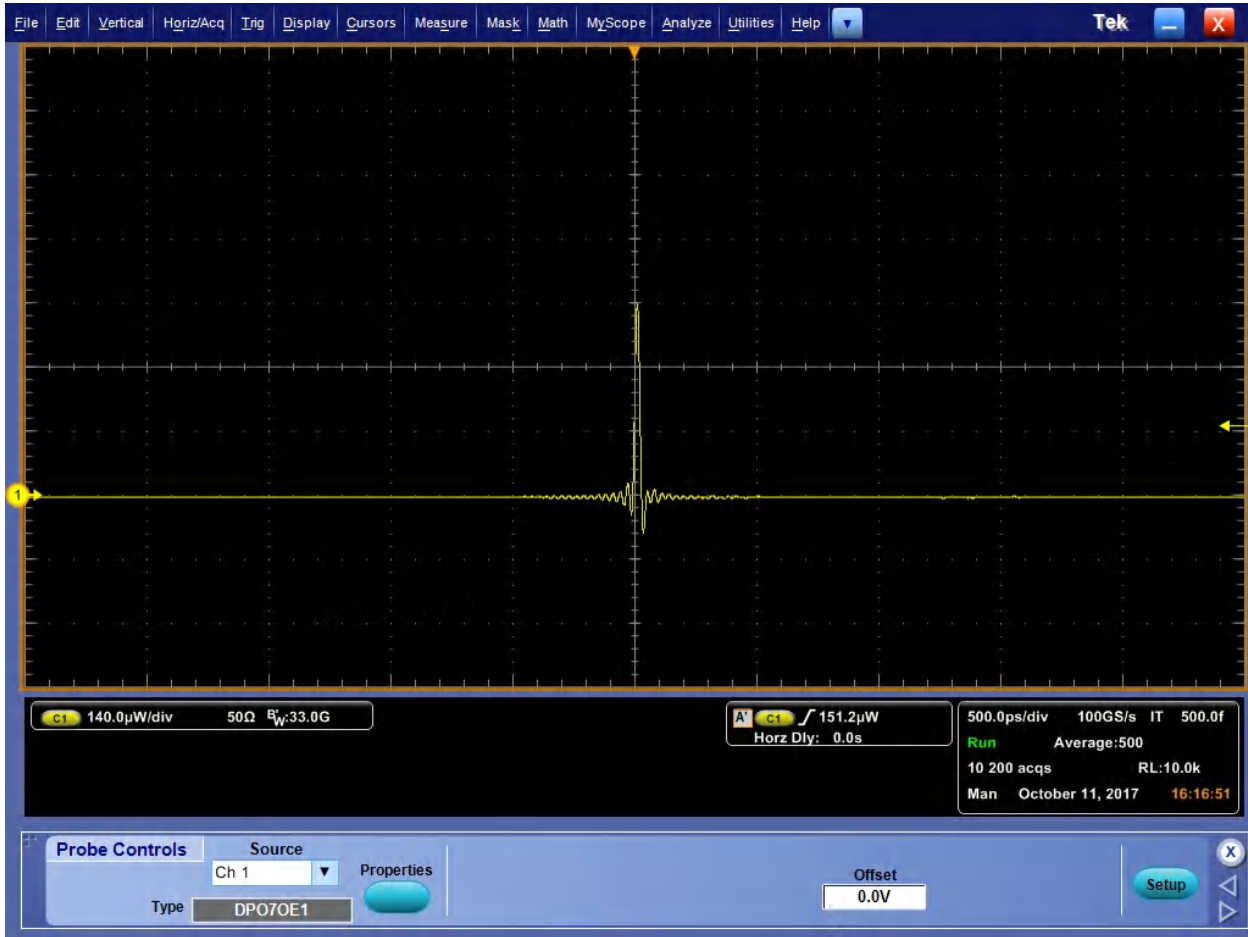 File Edit Vertical Horiz/Acq Trig Display Cursors Measure Mask Math MyScope Analyze Utilities Help Tek X
1
C1 140.0µW/div 50Ω B'W:33.0G
A' C1 151.2µW
Horz Dly: 0.0s
500.0ps/div 100GS/s IT 500.0f
Run Average:500
10 200 acqs RL:10.0k
Man October 11, 2017 16:16:51
Probe Controls
Source
Ch 1
Properties
Type DPO7OE1
Offset
0.0V
Setup
X